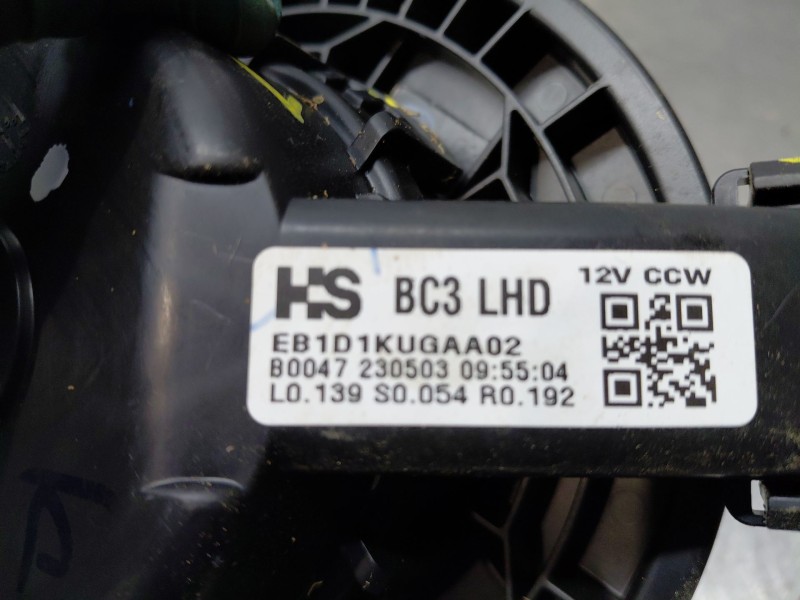 HS BC3 LHD 12V CCW
EB1D1KUGAA02
B0047 230503 09:55:04
L0.139 S0.054 R0.192